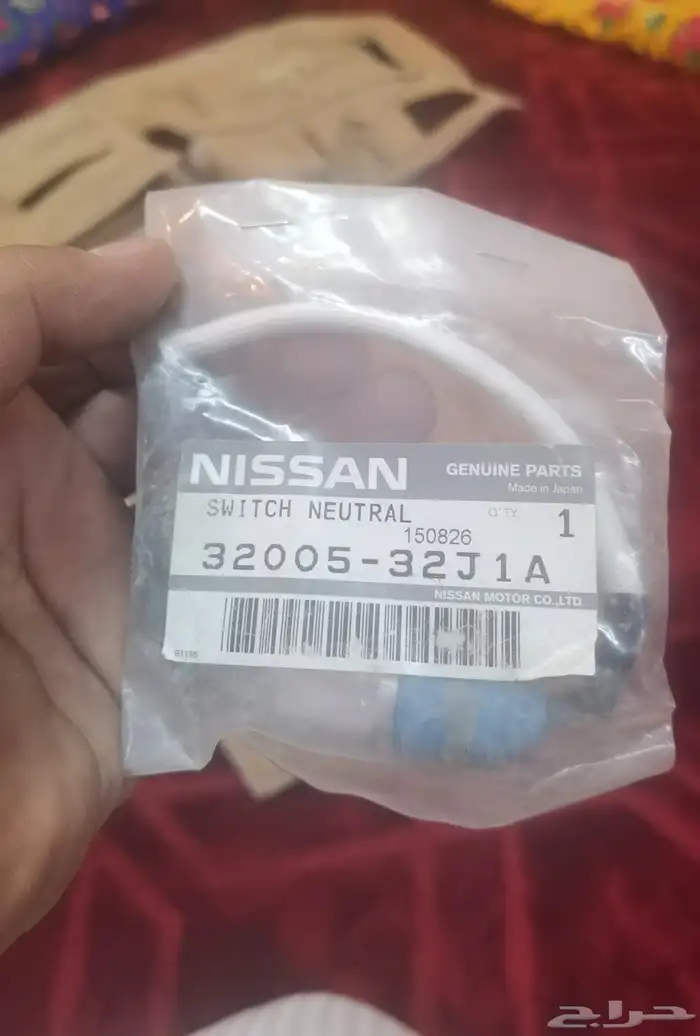 NISSAN GENUINE PARTS
Made in Japan
SWITCH NEUTRAL Q'TY 1
150826
32005-32J1A
NISSAN MOTOR CO.,LTD.
حراج